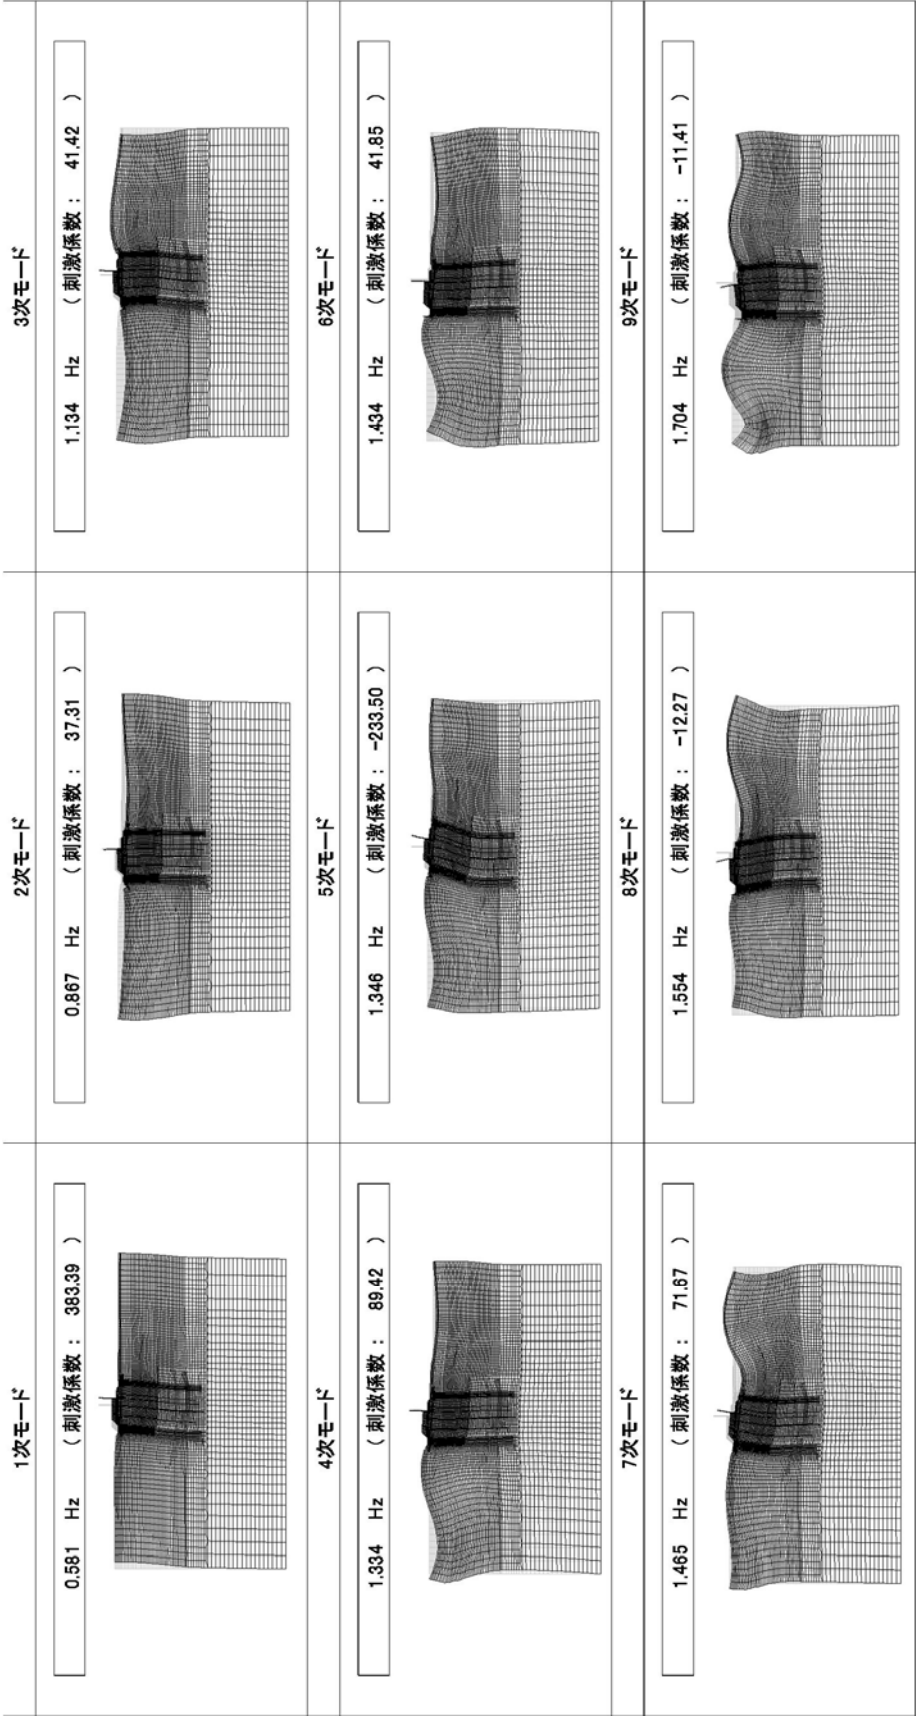 1次モード
0.581 Hz (刺激係数: 383.39 )
2次モード
0.867 Hz (刺激係数: 37.31 )
3次モード
1.134 Hz (刺激係数: 41.42 )
4次モード
1.334 Hz (刺激係数: 89.42 )
5次モード
1.346 Hz (刺激係数: -233.50 )
6次モード
1.434 Hz (刺激係数: 41.85 )
7次モード
1.465 Hz (刺激係数: 71.67 )
8次モード
1.554 Hz (刺激係数: -12.27 )
9次モード
1.704 Hz (刺激係数: -11.41 )